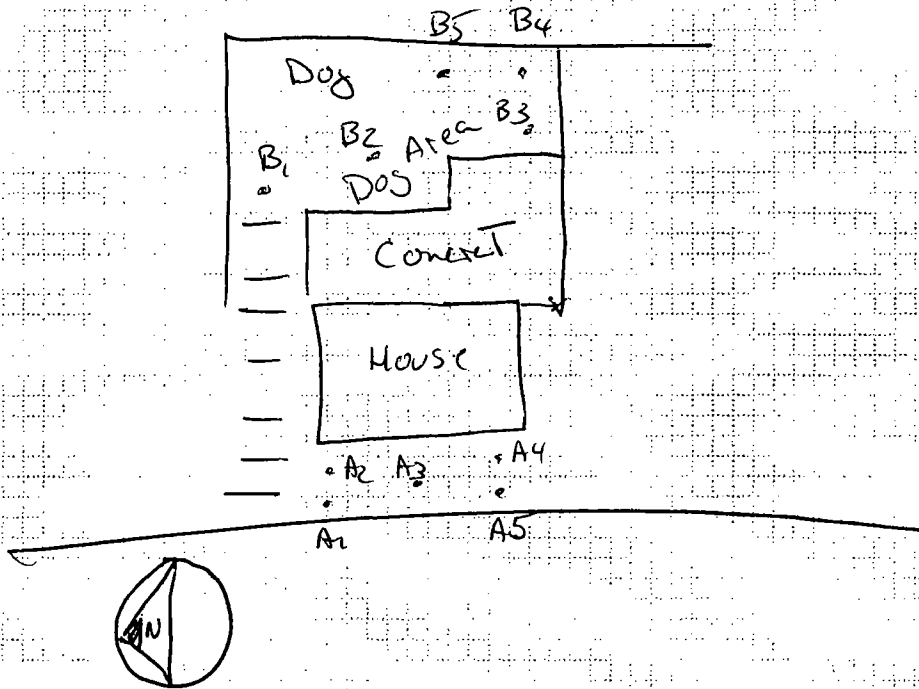 B5 B4
Dog
B3
B2 Area
B1
Dog
Concret
House
A2 A3 A4
A1 A5
N